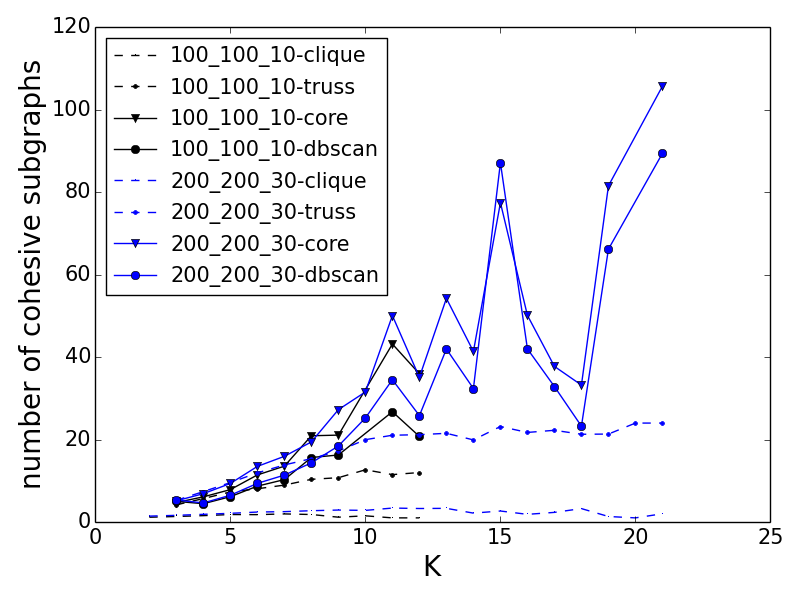 120
100
80
60
40
20
0
number of cohesive subgraphs
100_100_10-clique
100_100_10-truss
100_100_10-core
100_100_10-dbscan
200_200_30-clique
200_200_30-truss
200_200_30-core
200_200_30-dbscan
0 5 10 15 20 25
K